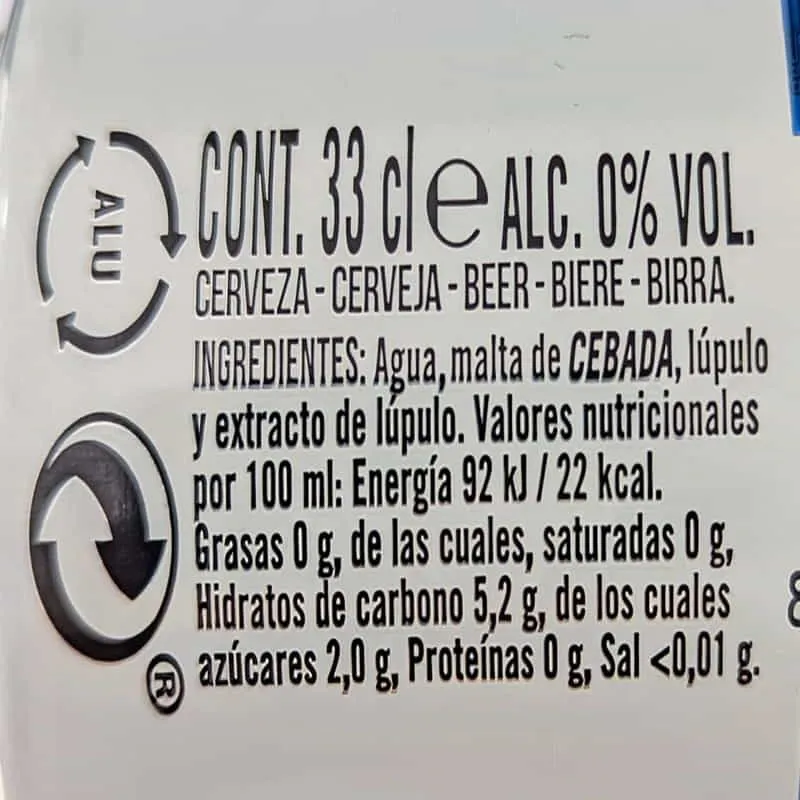 ALU
CONT. 33 cl e ALC. 0% VOL.
CERVEZA - CERVEJA - BEER - BIERE - BIRRA.
INGREDIENTES: Agua, malta de CEBADA, lúpulo
y extracto de lúpulo. Valores nutricionales
por 100 ml: Energía 92 kJ / 22 kcal.
Grasas 0 g, de las cuales, saturadas 0 g,
Hidratos de carbono 5,2 g, de los cuales
azúcares 2,0 g, Proteínas 0 g, Sal <0,01 g.
®
8